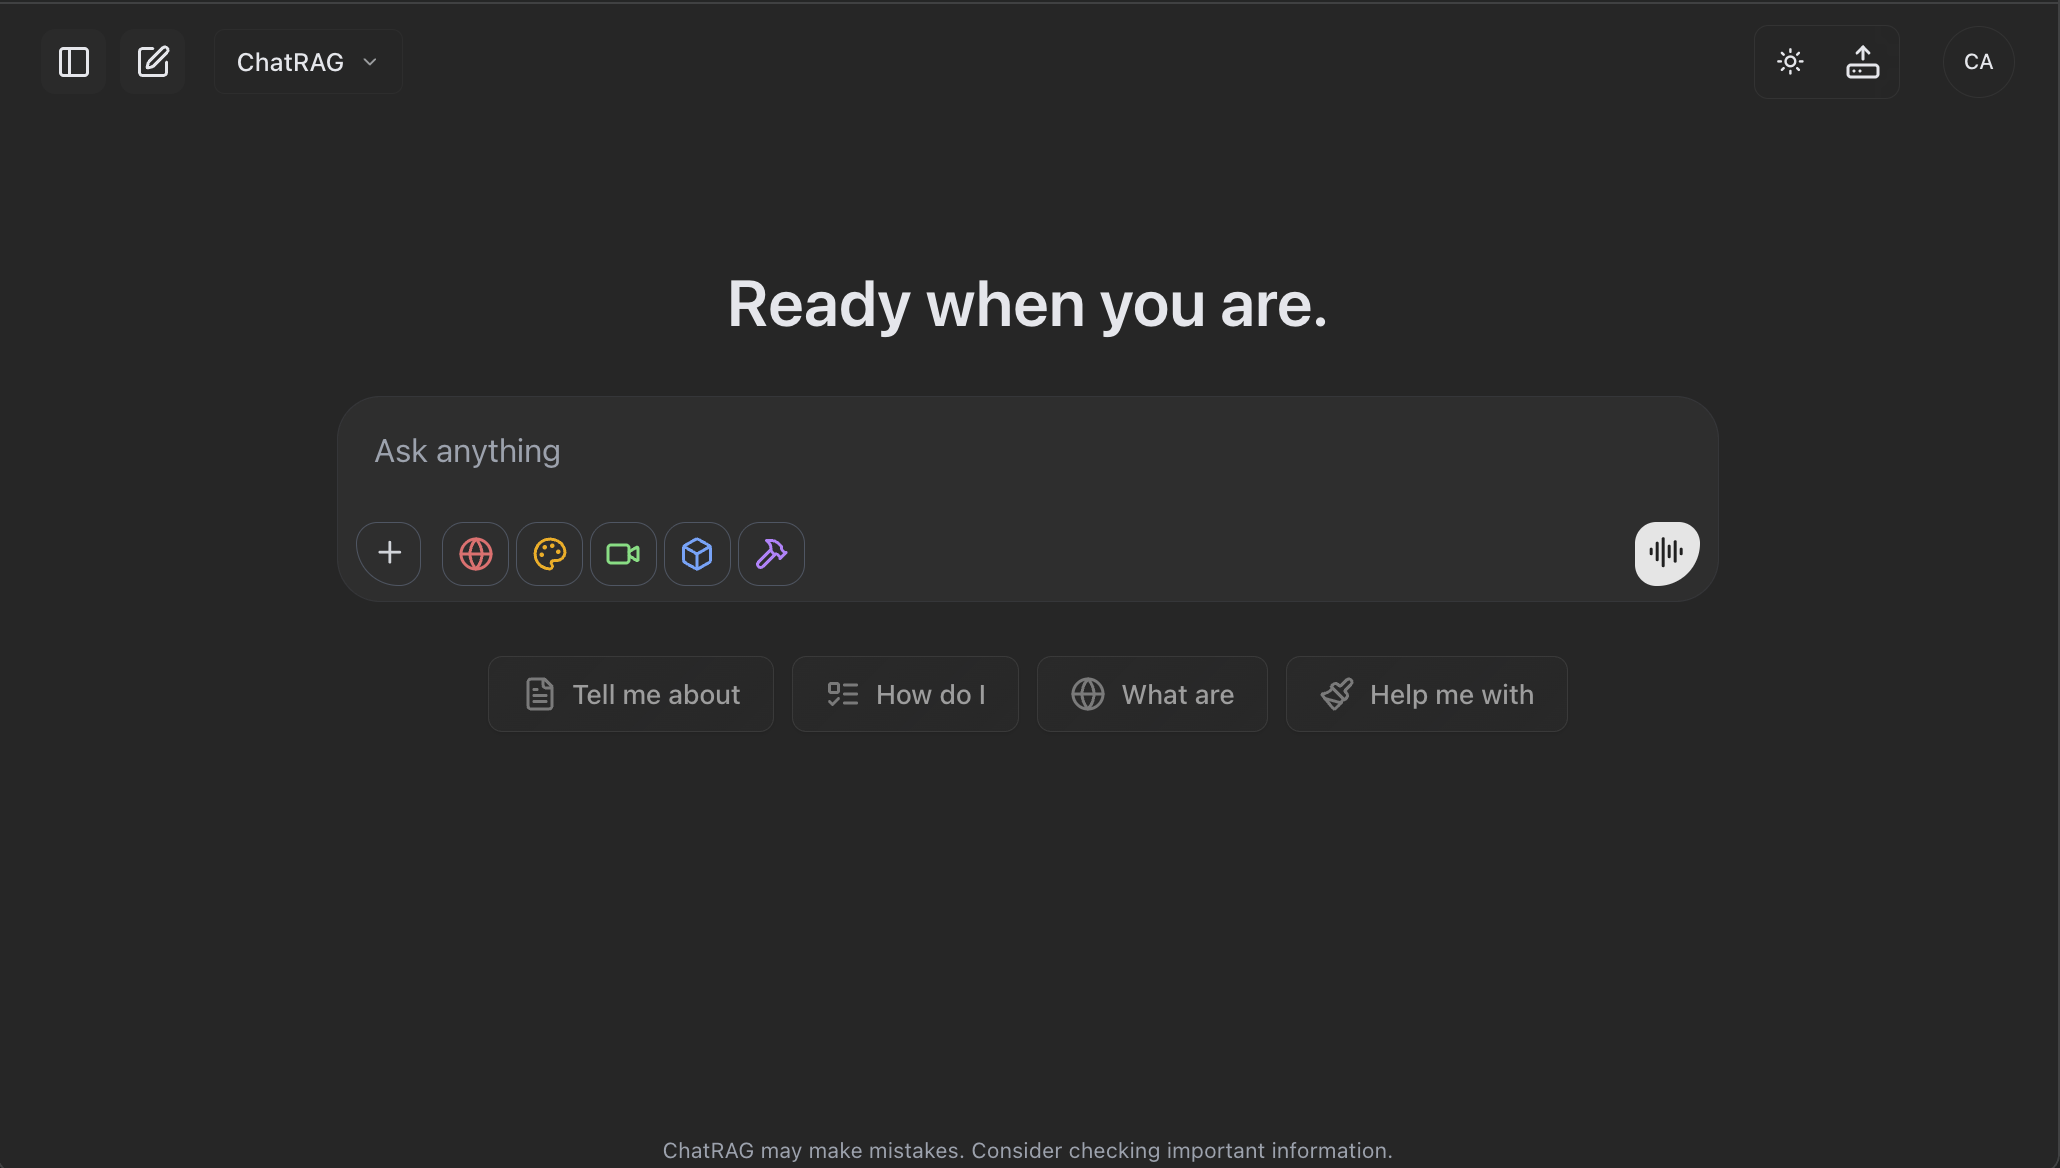 ChatRAG
CA
Ready when you are.
Ask anything
Tell me about
How do I
What are
Help me with
ChatRAG may make mistakes. Consider checking important information.